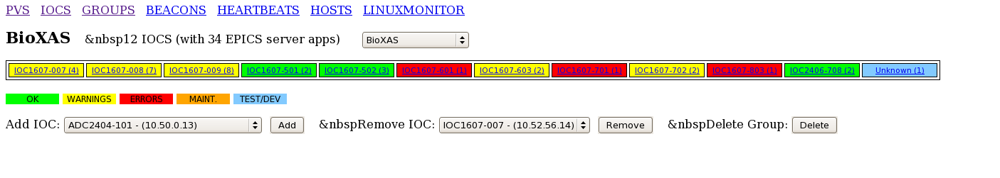 PVS IOCS GROUPS BEACONS HEARTBEATS HOSTS LINUXMONITOR
BioXAS &nbsp12 IOCS (with 34 EPICS server apps) BioXAS
IOC1607-007 (4) IOC1607-008 (7) IOC1607-009 (8) IOC1607-501 (2) IOC1607-502 (3) IOC1607-601 (1) IOC1607-603 (2) IOC1607-701 (1) IOC1607-702 (2) IOC1607-803 (1) IOC2406-708 (2) Unknown (1)
OK WARNINGS ERRORS MAINT. TEST/DEV
Add IOC: ADC2404-101 - (10.50.0.13) Add &nbspRemove IOC: IOC1607-007 - (10.52.56.14) Remove &nbspDelete Group: Delete